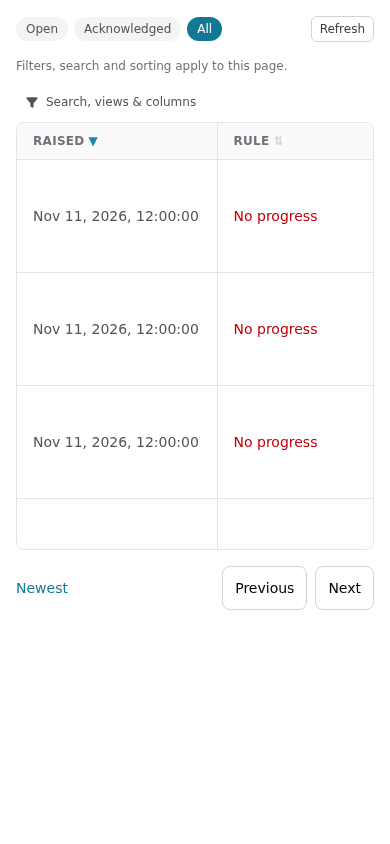 Open Acknowledged All Refresh
Filters, search and sorting apply to this page.
Search, views & columns
RAISED ▼ RULE ⇅
Nov 11, 2026, 12:00:00 No progress
Nov 11, 2026, 12:00:00 No progress
Nov 11, 2026, 12:00:00 No progress
Newest Previous Next